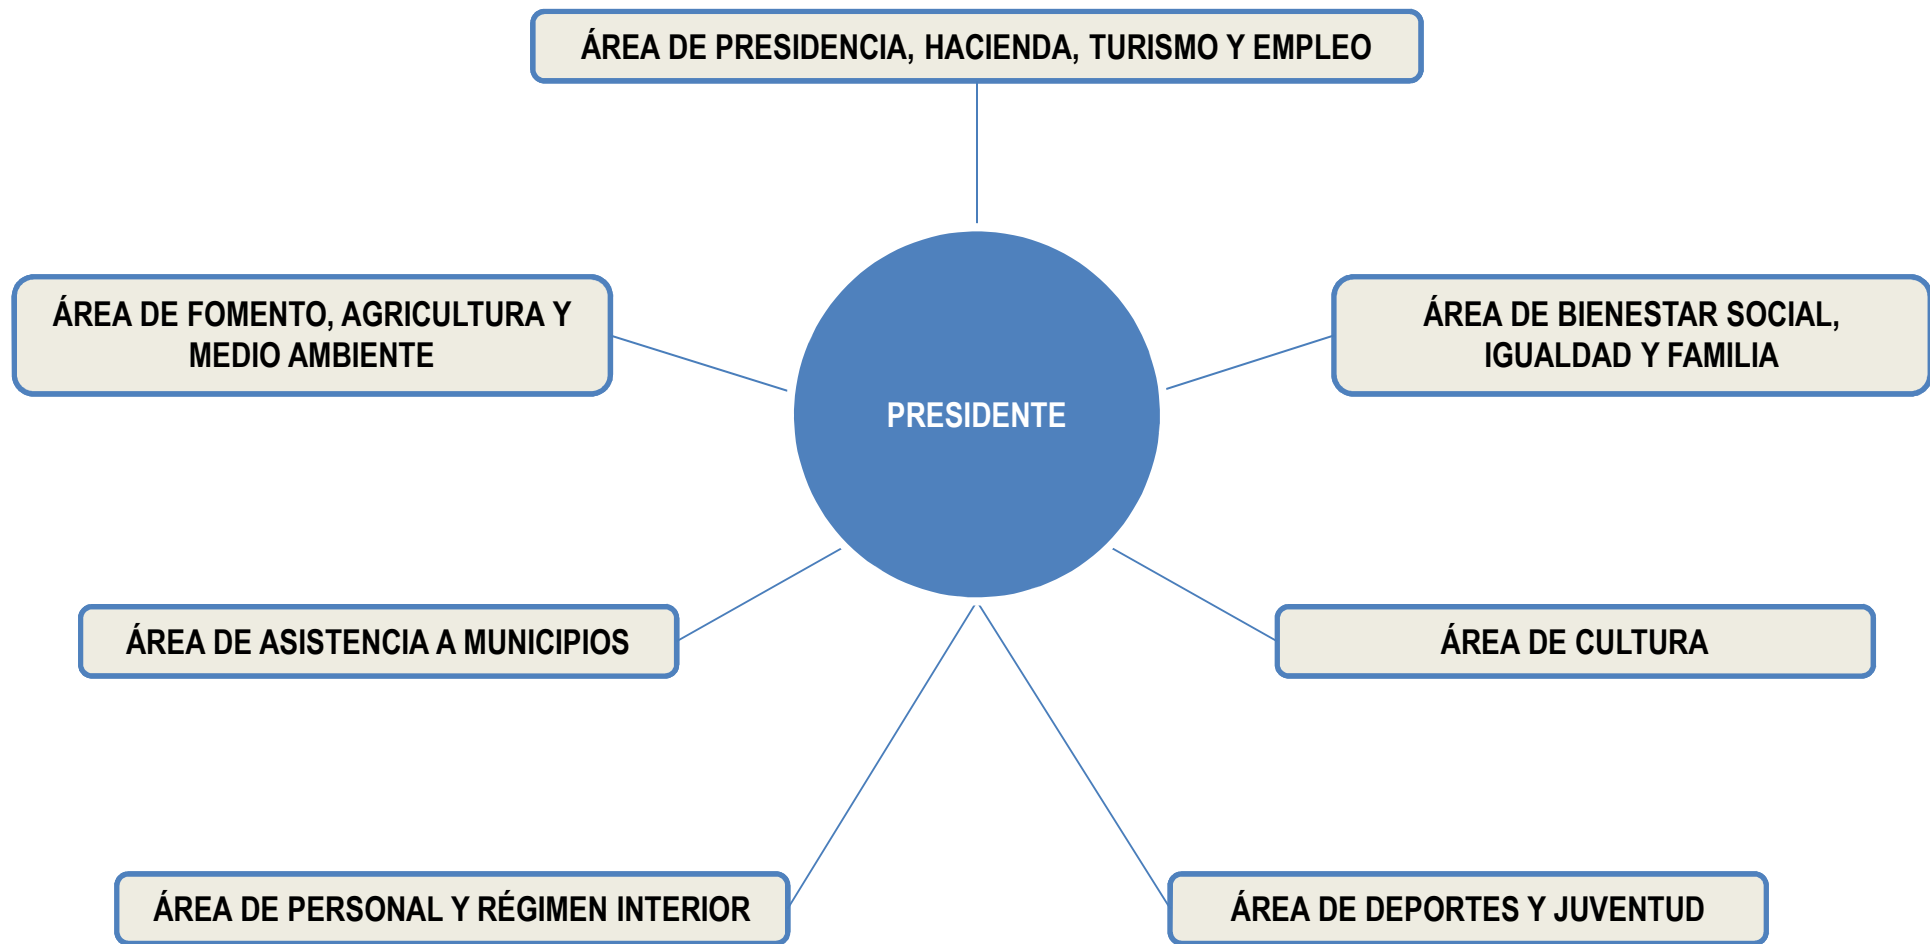 ÁREA DE PRESIDENCIA, HACIENDA, TURISMO Y EMPLEO
ÁREA DE FOMENTO, AGRICULTURA Y
MEDIO AMBIENTE
ÁREA DE BIENESTAR SOCIAL,
IGUALDAD Y FAMILIA
PRESIDENTE
ÁREA DE ASISTENCIA A MUNICIPIOS
ÁREA DE CULTURA
ÁREA DE PERSONAL Y RÉGIMEN INTERIOR
ÁREA DE DEPORTES Y JUVENTUD